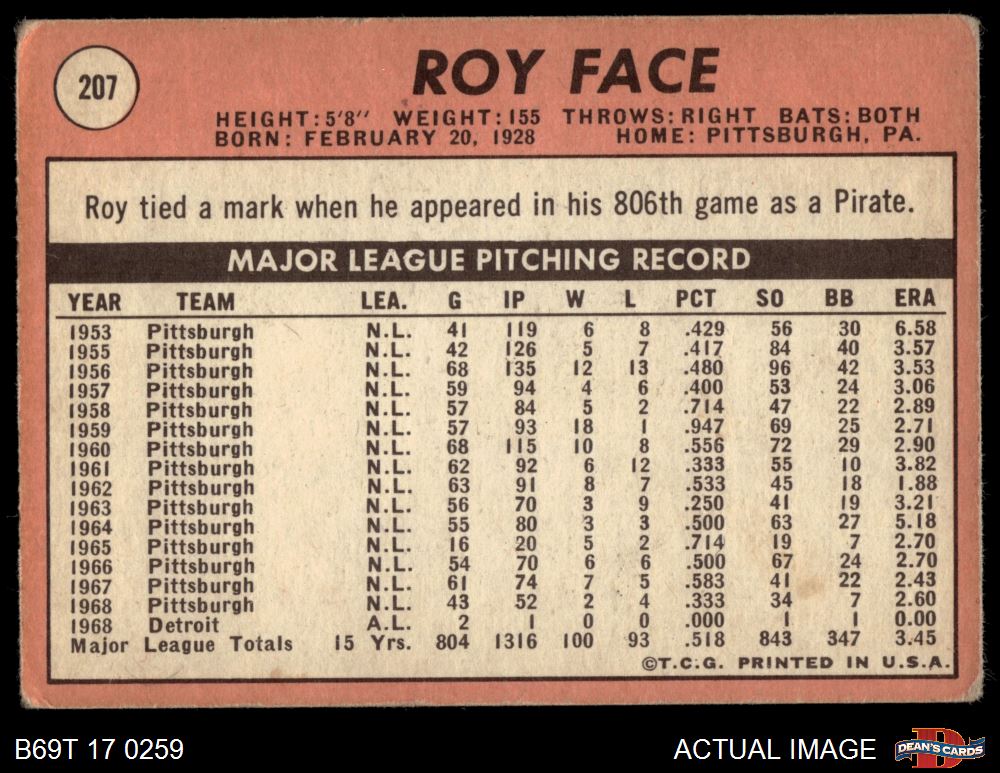 207
ROY FACE
HEIGHT: 5'8" WEIGHT: 155 THROWS: RIGHT BATS: BOTH
BORN: FEBRUARY 20, 1928 HOME: PITTSBURGH, PA.
Roy tied a mark when he appeared in his 806th game as a Pirate.
MAJOR LEAGUE PITCHING RECORD
YEAR TEAM LEA. G IP W L PCT SO BB ERA
1953 Pittsburgh N.L. 41 119 6 8 .429 56 30 6.58
1955 Pittsburgh N.L. 42 126 5 7 .417 84 40 3.57
1956 Pittsburgh N.L. 68 135 12 13 .480 96 42 3.53
1957 Pittsburgh N.L. 59 94 4 6 .400 53 24 3.06
1958 Pittsburgh N.L. 57 84 5 2 .714 47 22 2.89
1959 Pittsburgh N.L. 57 93 18 1 .947 69 25 2.71
1960 Pittsburgh N.L. 68 115 10 8 .556 72 29 2.90
1961 Pittsburgh N.L. 62 92 6 12 .333 55 10 3.82
1962 Pittsburgh N.L. 63 91 8 7 .533 45 18 1.88
1963 Pittsburgh N.L. 56 70 3 9 .250 41 19 3.21
1964 Pittsburgh N.L. 55 80 3 3 .500 63 27 5.18
1965 Pittsburgh N.L. 16 20 5 2 .714 19 7 2.70
1966 Pittsburgh N.L. 54 70 6 6 .500 67 24 2.70
1967 Pittsburgh N.L. 61 74 7 5 .583 41 22 2.43
1968 Pittsburgh N.L. 43 52 2 4 .333 34 7 2.60
1968 Detroit A.L. 2 1 0 0 .000 1 1 0.00
Major League Totals 15 Yrs. 804 1316 100 93 .518 843 347 3.45
©T.C.G. PRINTED IN U.S.A.
B69T 17 0259
ACTUAL IMAGE
D
DEAN'S CARDS